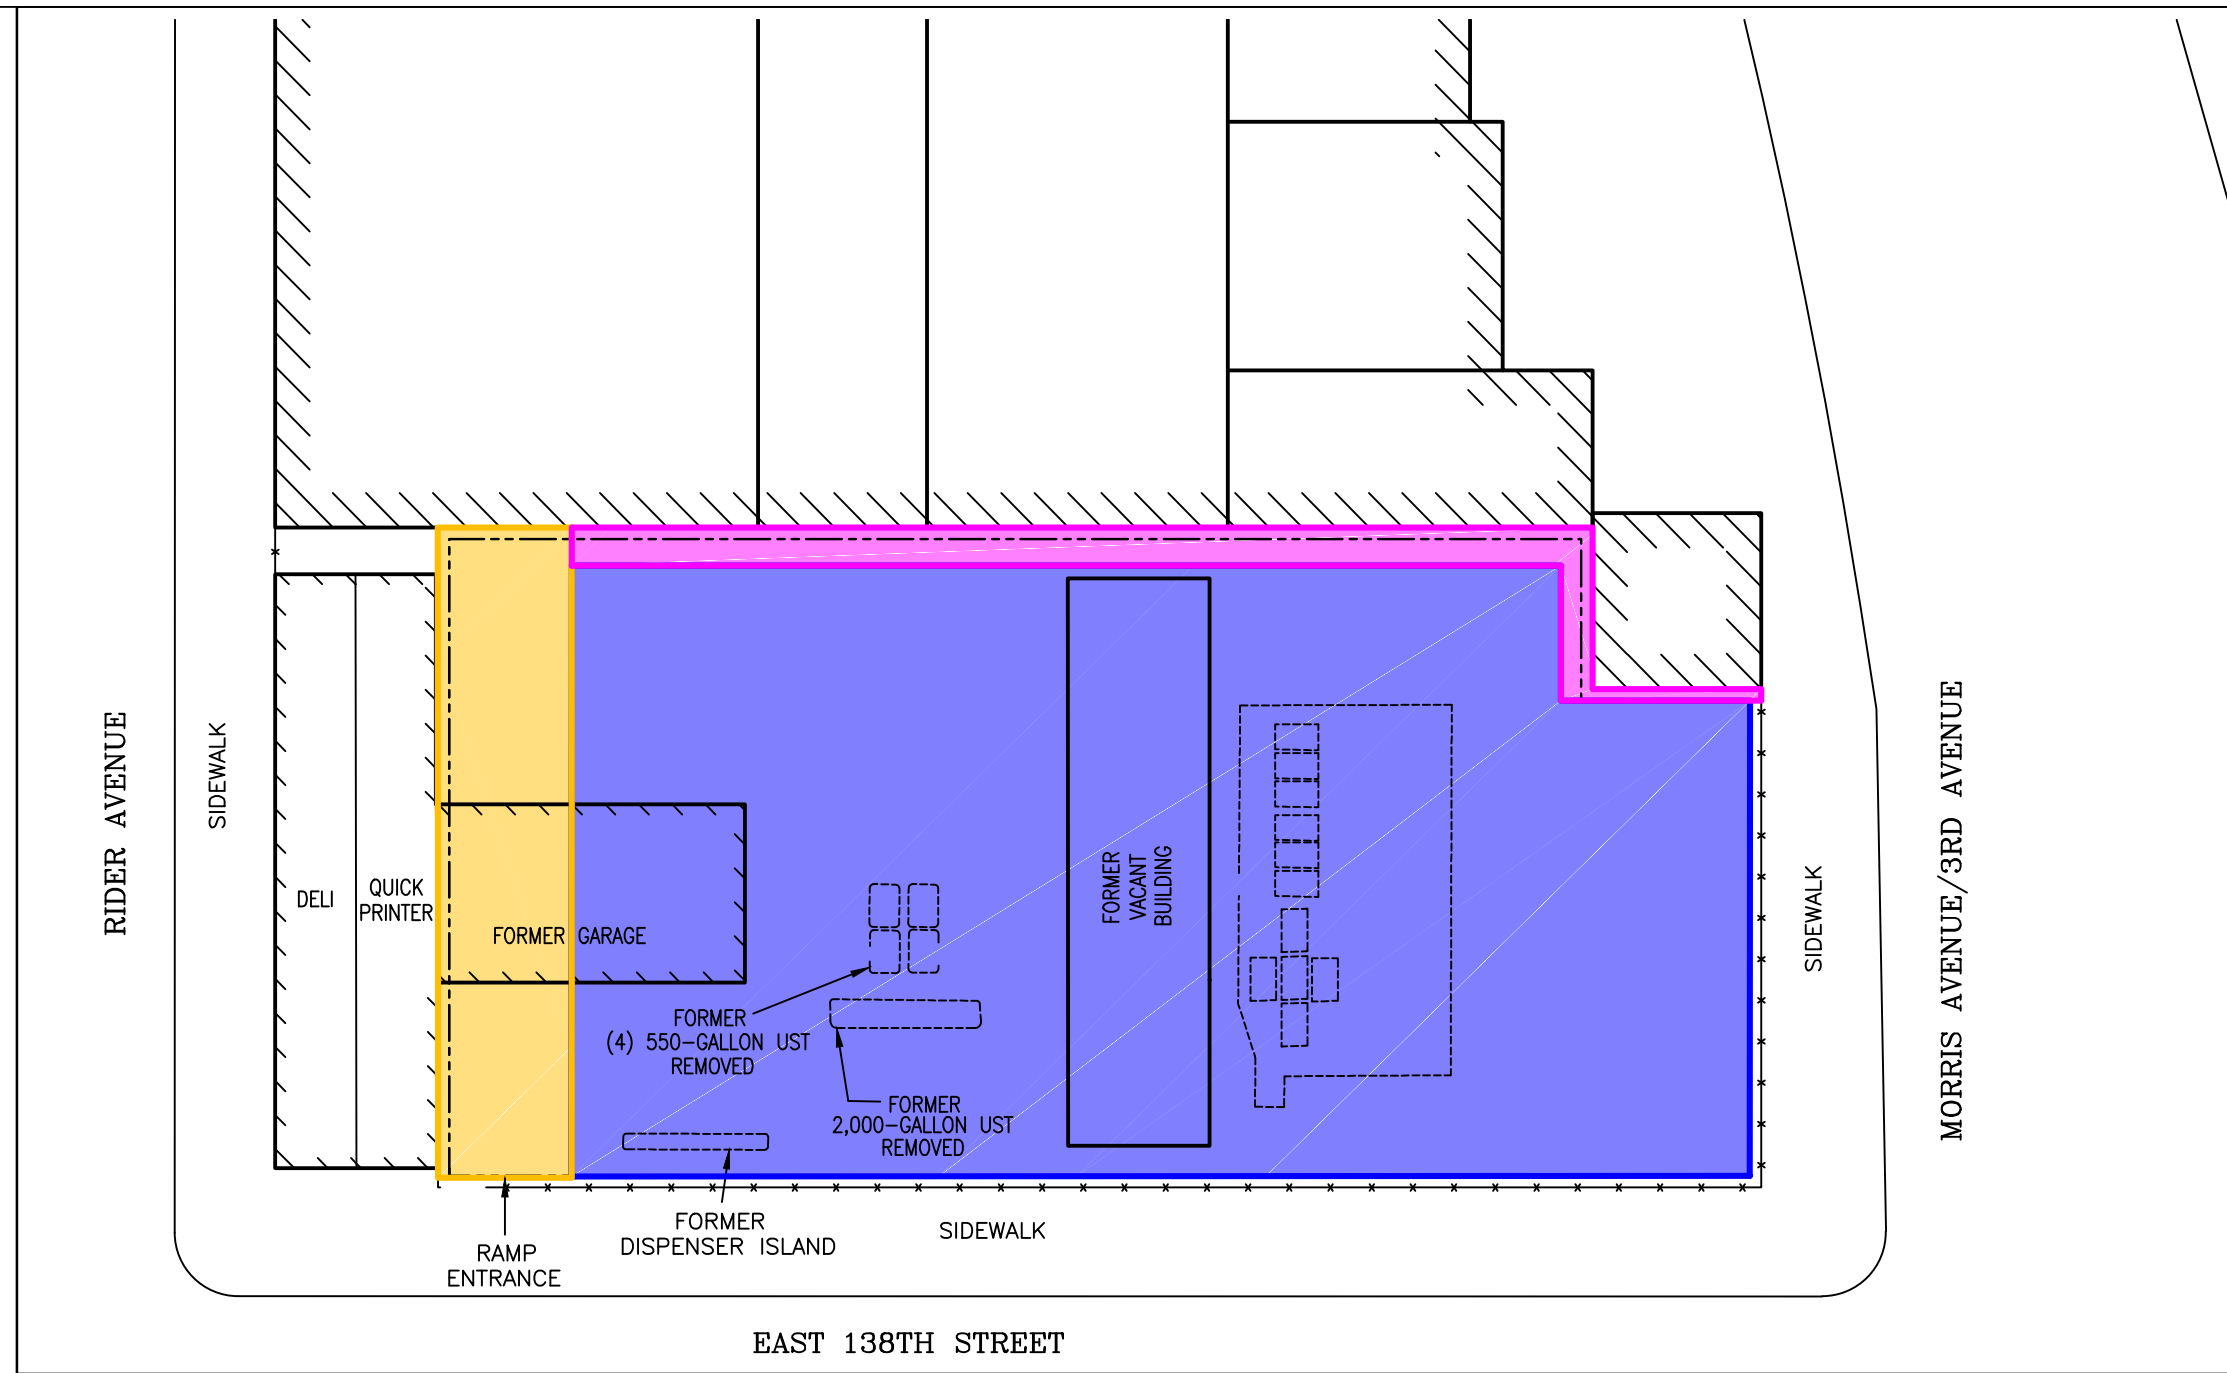 RIDER AVENUE
SIDEWALK
DELI
QUICK
PRINTER
FORMER GARAGE
FORMER
(4) 550-GALLON UST
REMOVED
FORMER
2,000-GALLON UST
REMOVED
FORMER
VACANT
BUILDING
SIDEWALK
MORRIS AVENUE/3RD AVENUE
FORMER
DISPENSER ISLAND
SIDEWALK
RAMP
ENTRANCE
EAST 138TH STREET